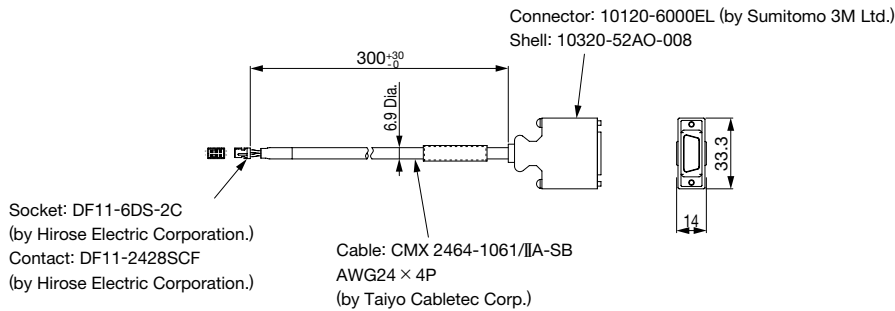 Connector: 10120-6000EL (by Sumitomo 3M Ltd.)
Shell: 10320-52AO-008
300+30-0
6.9 Dia.
33.3
14
Socket: DF11-6DS-2C
(by Hirose Electric Corporation.)
Contact: DF11-2428SCF
(by Hirose Electric Corporation.)
Cable: CMX 2464-1061/ⅡA-SB
AWG24 × 4P
(by Taiyo Cabletec Corp.)